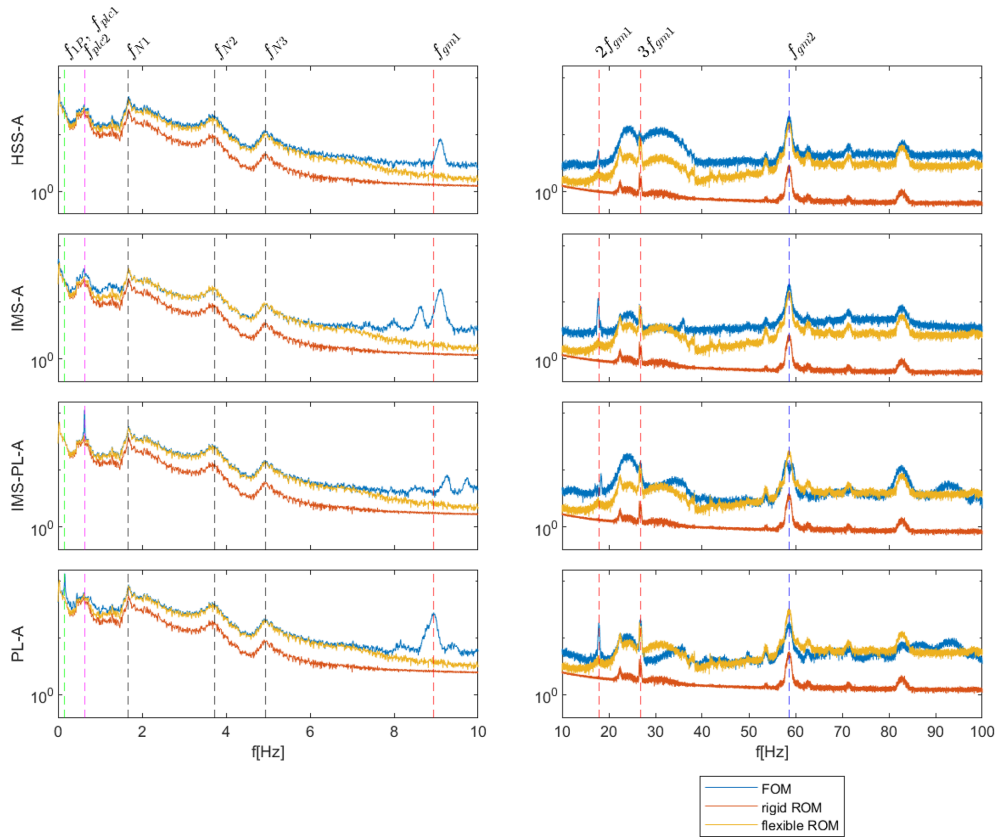 f1P, fplc1
fplc2
fN1
fN2
fN3
fgm1
2fgm1
3fgm1
fgm2
HSS-A
10^0
IMS-A
10^0
IMS-PL-A
10^0
PL-A
10^0
0 2 4 6 8 10
f[Hz]
10 20 30 40 50 60 70 80 90 100
f[Hz]
FOM
rigid ROM
flexible ROM